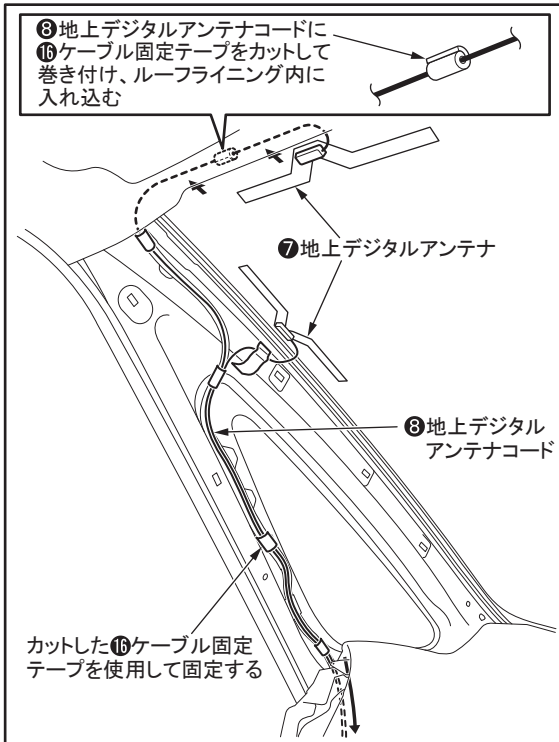 ❽地上デジタルアンテナコードに
⓰ケーブル固定テープをカットして
巻き付け、ルーフライニング内に
入れ込む
❼地上デジタルアンテナ
❽地上デジタル
アンテナコード
カットした⓰ケーブル固定
テープを使用して固定する